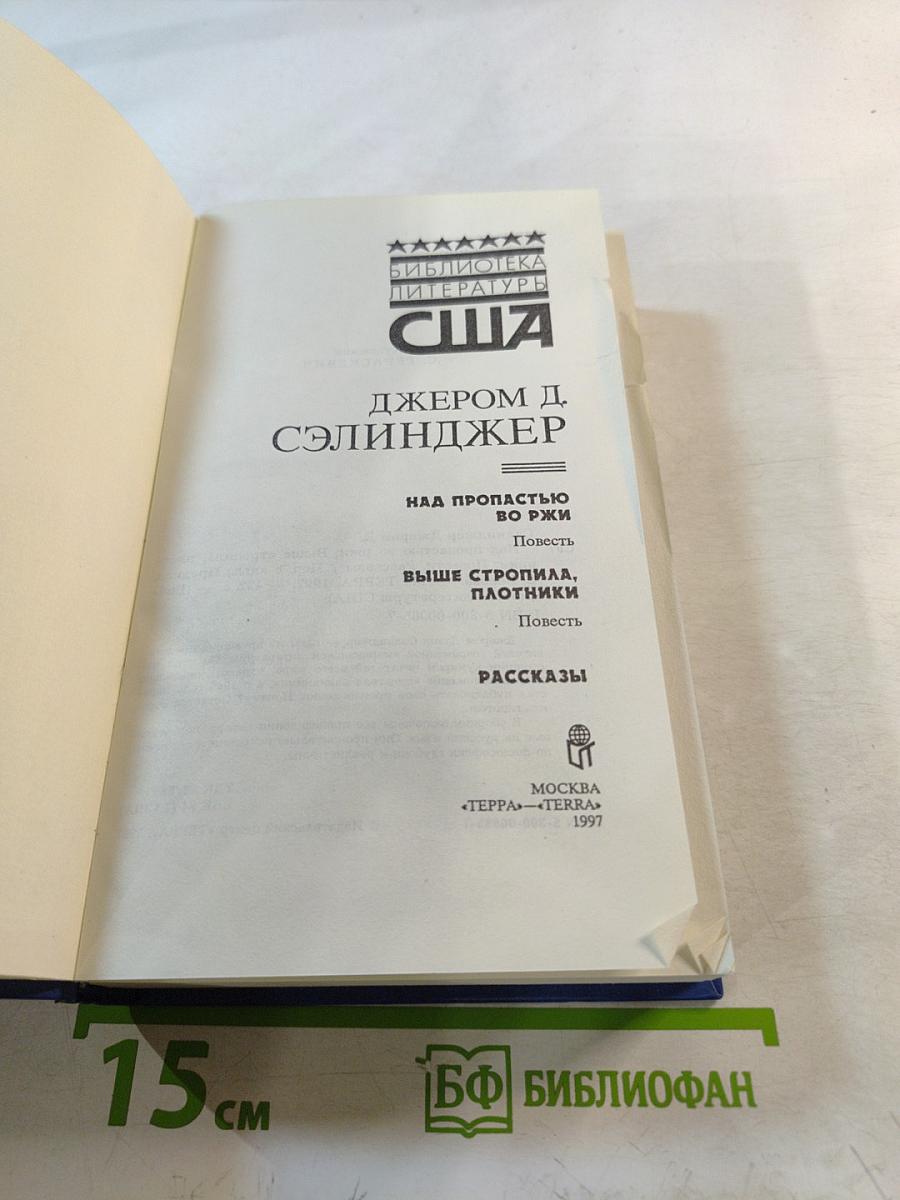 БИБЛИОТЕКА
ЛИТЕРАТУРЫ
США
ДЖЕРОМ Д.
СЭЛИНДЖЕР
НАД ПРОПАСТЬЮ
ВО РЖИ
Повесть
ВЫШЕ СТРОПИЛА,
ПЛОТНИКИ
Повесть
РАССКАЗЫ
МОСКВА
«ТЕРРА»—«TERRA»
1997
15 СМ
БФ БИБЛИОФАН